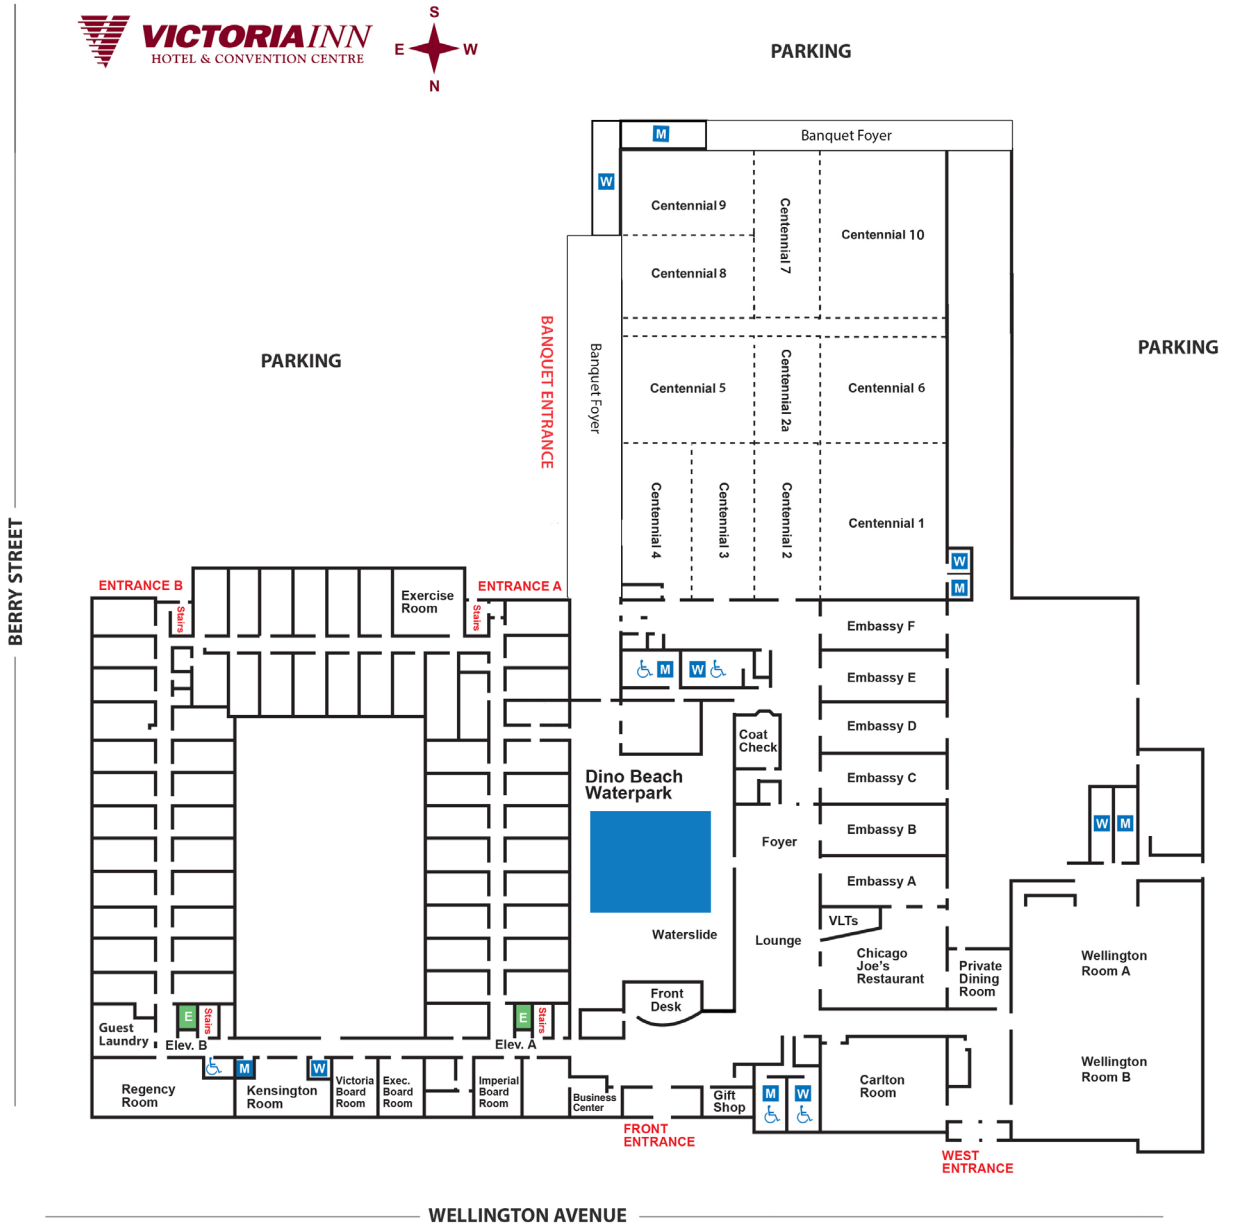 VICTORIA INN
HOTEL & CONVENTION CENTRE
S
E
W
N
PARKING
M
Banquet Foyer
W
Centennial 9
Centennial 7
Centennial 10
Centennial 8
BANQUET ENTRANCE
Banquet Foyer
PARKING
PARKING
Centennial 5
Centennial 2a
Centennial 6
Centennial 4
Centennial 3
Centennial 2
Centennial 1
BERRY STREET
W
M
ENTRANCE B
ENTRANCE A
Stairs
Exercise
Room
Stairs
Embassy F
M
W
Embassy E
Embassy D
Coat
Check
Dino Beach
Waterpark
Embassy C
W
M
Foyer
Embassy B
Embassy A
VLTs
Waterslide
Lounge
Chicago
Joe's
Restaurant
Private
Dining
Room
Wellington
Room A
Front
Desk
Guest
Laundry
E
Stairs
Elev. B
E
Stairs
Elev. A
Regency
Room
M
W
Kensington
Room
Victoria
Board
Room
Exec.
Board
Room
Imperial
Board
Room
Business
Center
Gift
Shop
M
W
Carlton
Room
Wellington
Room B
FRONT
ENTRANCE
WEST
ENTRANCE
WELLINGTON AVENUE